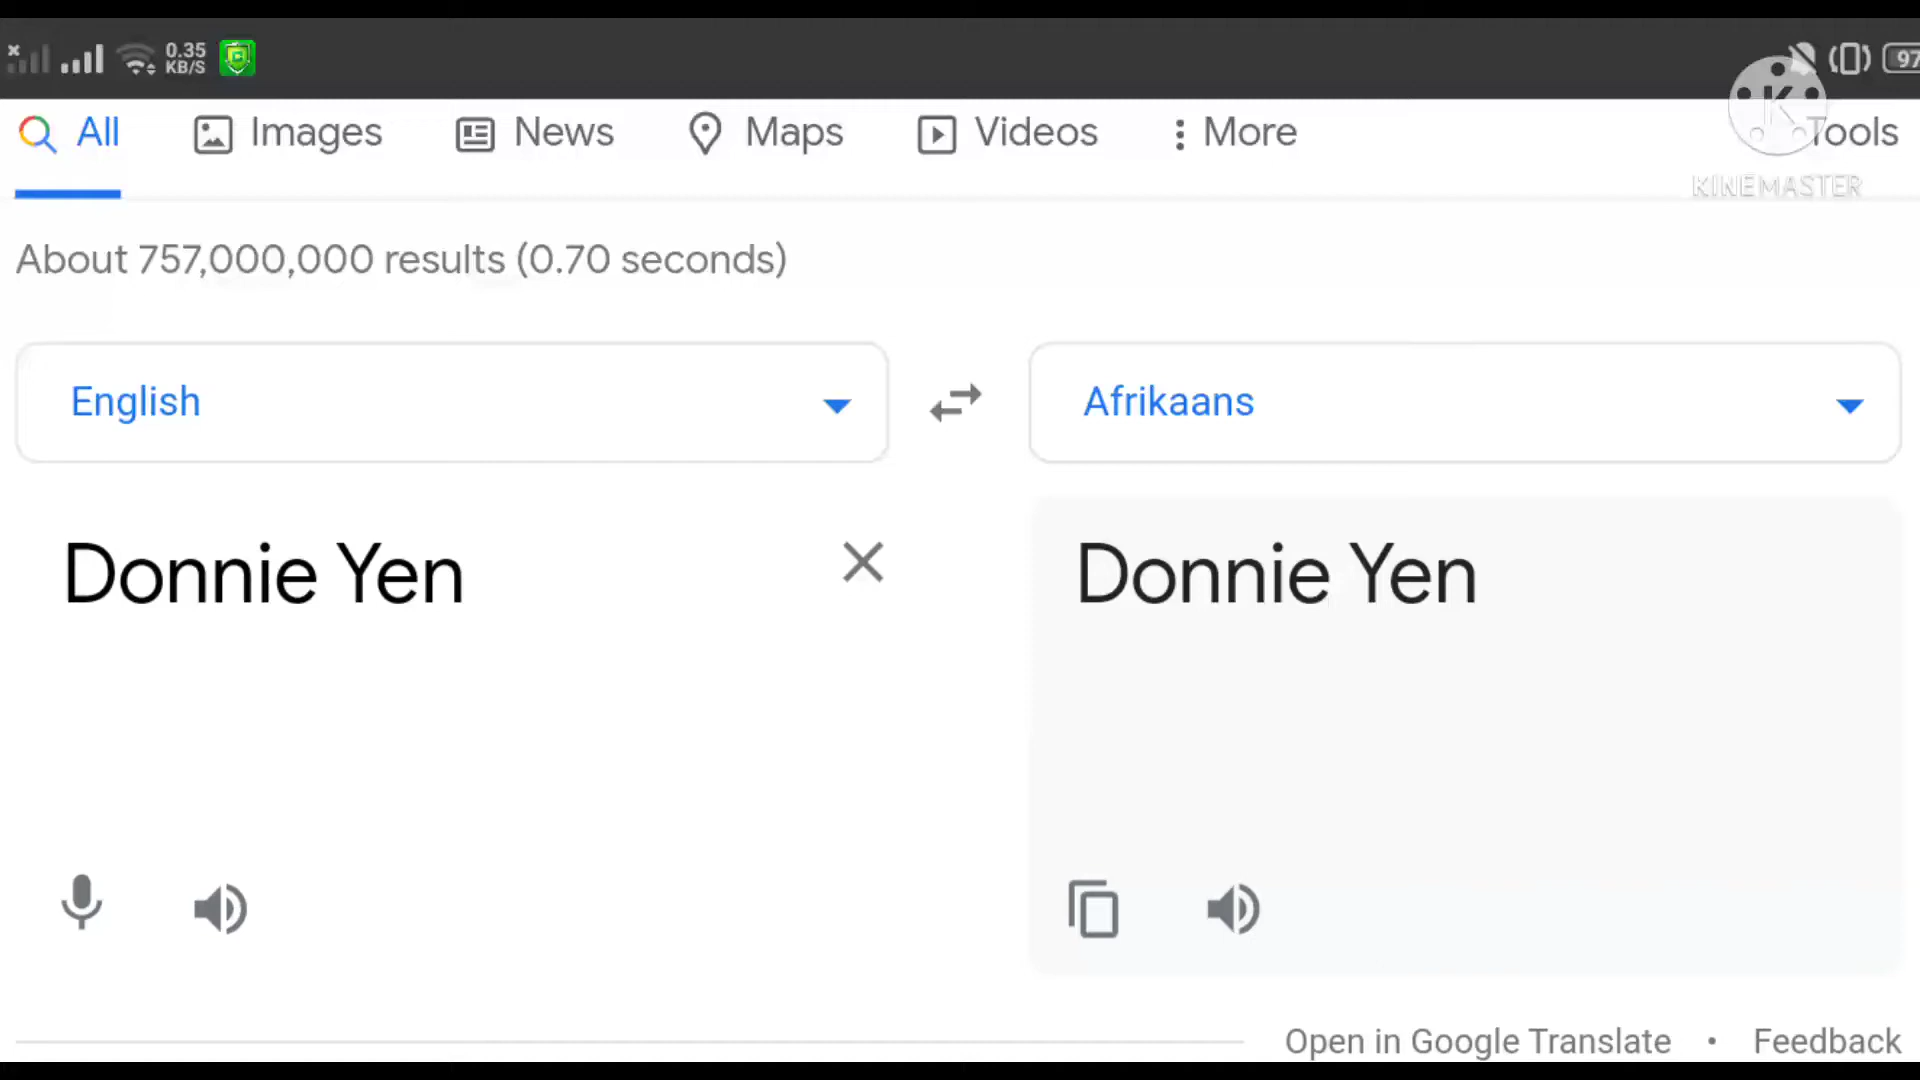 0.35
KB/S
97
All Images News Maps Videos More Tools
K
KINEMASTER
About 757,000,000 results (0.70 seconds)
English Afrikaans
Donnie Yen Donnie Yen
Open in Google Translate • Feedback